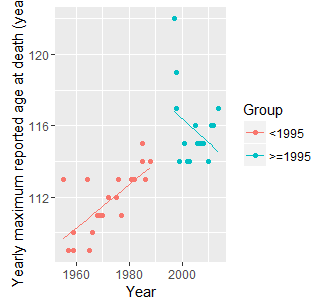 Yearly maximum reported age at death (yea
120
116
112
1960
1980
2000
Year
Group
<1995
>=1995